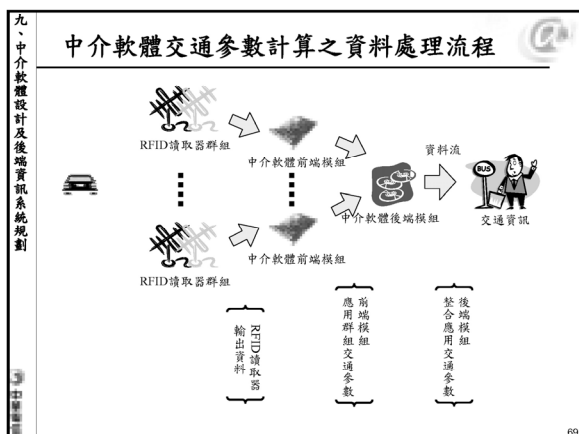 九、中介軟體設計及後端資訊系統規劃
中介軟體交通參數計算之資料處理流程
RFID讀取器群組
中介軟體前端模組
資料流
BUS
中介軟體後端模組
交通資訊
RFID讀取器群組
中介軟體前端模組
RFID讀取器
輸出資料
前端模組
應用群組交通參數
後端模組
整合應用交通參數
69